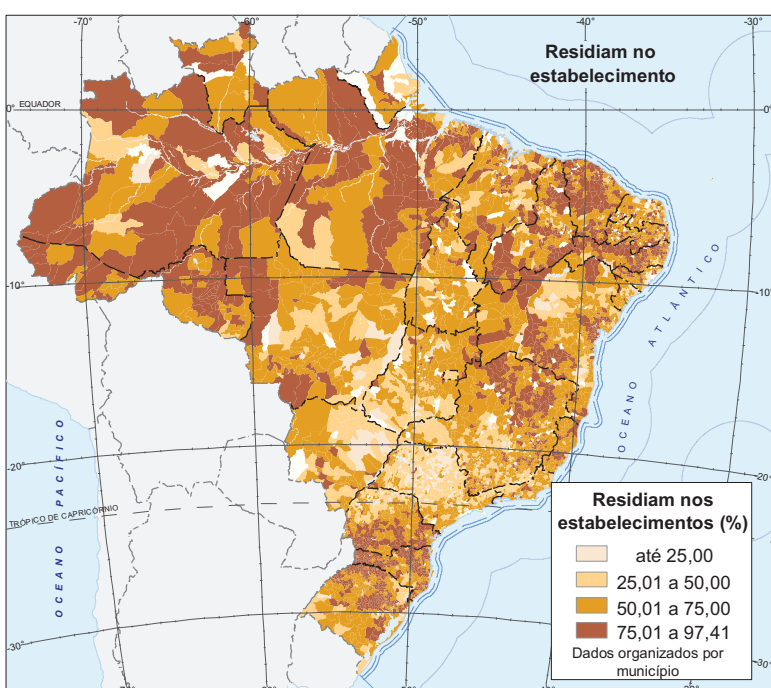 -70°
-60°
-50°
-40°
-30°
Residiam no
estabelecimento
0°
EQUADOR
0°
-10°
-10°
OCEANO ATLÂNTICO
-20°
-20°
OCEANO PACÍFICO
TRÓPICO DE CAPRICÓRNIO
Residiam nos
estabelecimentos (%)
até 25,00
25,01 a 50,00
50,01 a 75,00
75,01 a 97,41
Dados organizados por
município
-30°
-30°